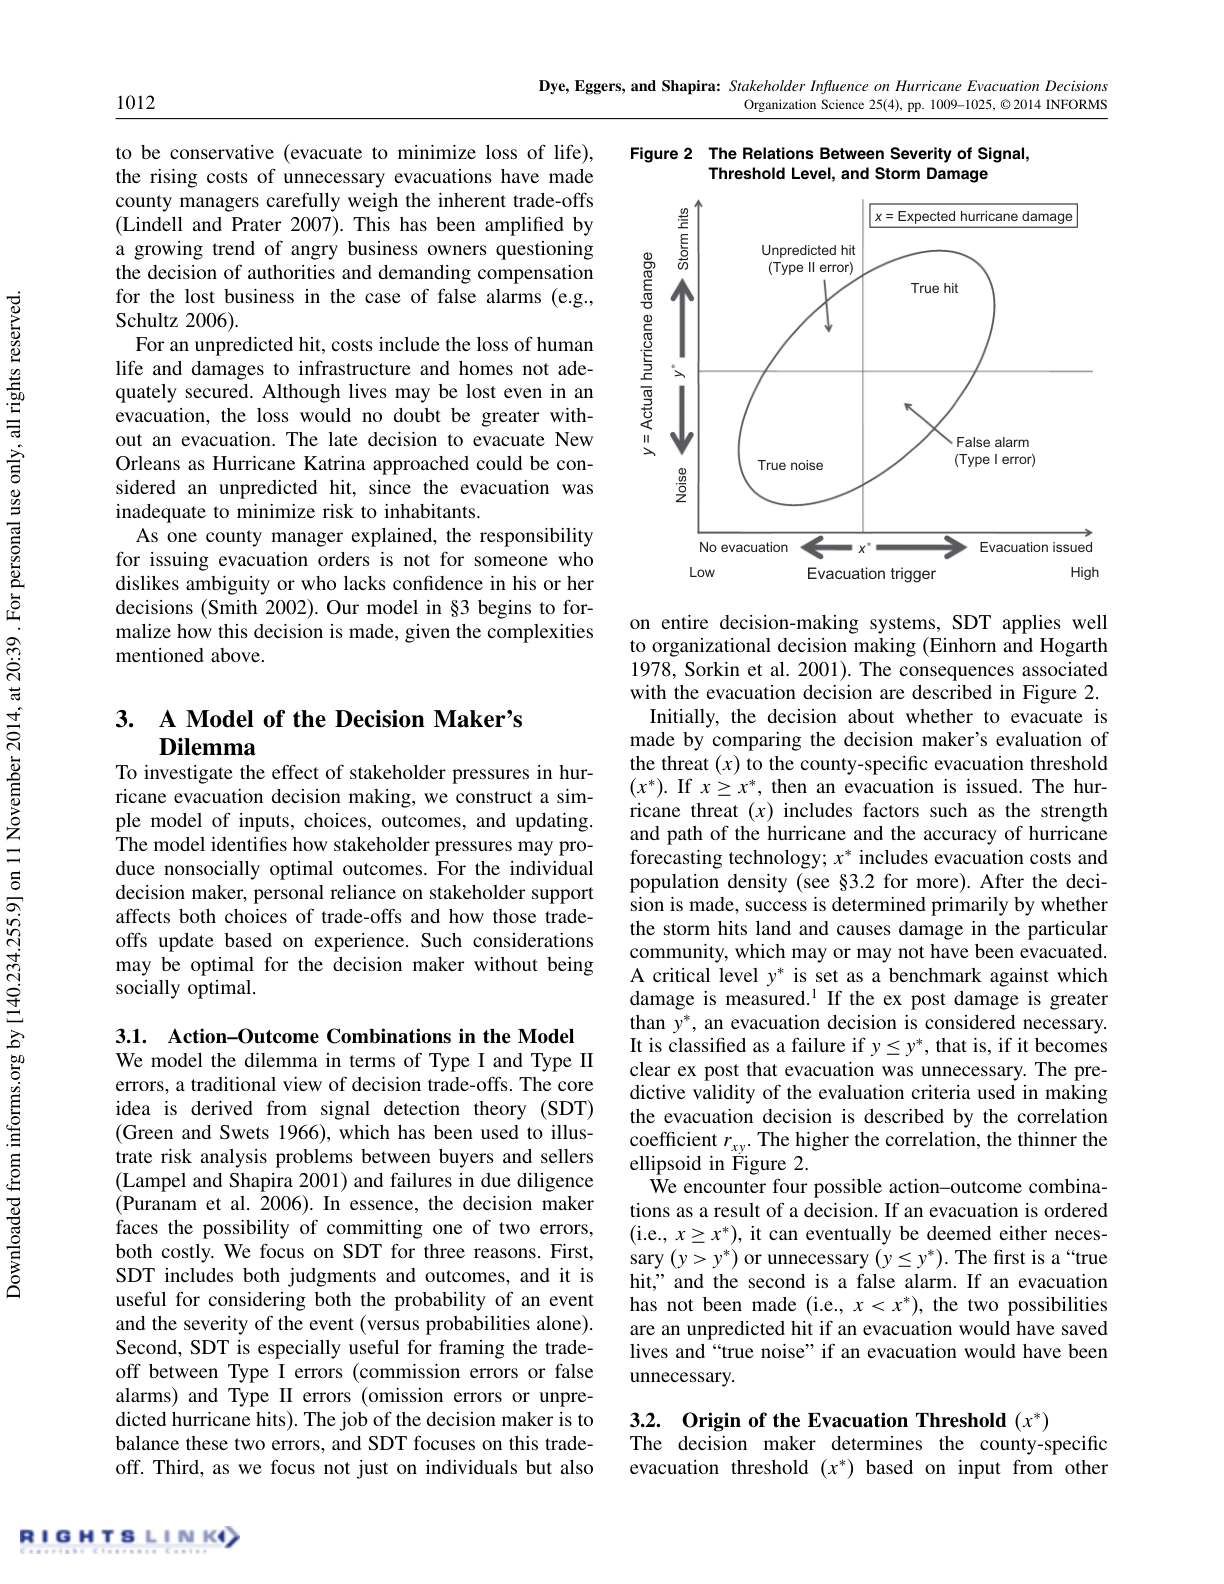 Dye, Eggers, and Shapira: Stakeholder Influence on Hurricane Evacuation Decisions
1012
Organization Science 25(4), pp. 1009–1025, © 2014 INFORMS
to be conservative (evacuate to minimize loss of life),
the rising costs of unnecessary evacuations have made
county managers carefully weigh the inherent trade-offs
(Lindell and Prater 2007). This has been amplified by
a growing trend of angry business owners questioning
the decision of authorities and demanding compensation
for the lost business in the case of false alarms (e.g.,
Schultz 2006).
For an unpredicted hit, costs include the loss of human
life and damages to infrastructure and homes not ade-
quately secured. Although lives may be lost even in an
evacuation, the loss would no doubt be greater with-
out an evacuation. The late decision to evacuate New
Orleans as Hurricane Katrina approached could be con-
sidered an unpredicted hit, since the evacuation was
inadequate to minimize risk to inhabitants.
As one county manager explained, the responsibility
for issuing evacuation orders is not for someone who
dislikes ambiguity or who lacks confidence in his or her
decisions (Smith 2002). Our model in §3 begins to for-
malize how this decision is made, given the complexities
mentioned above.
3. A Model of the Decision Maker's
Dilemma
To investigate the effect of stakeholder pressures in hur-
ricane evacuation decision making, we construct a sim-
ple model of inputs, choices, outcomes, and updating.
The model identifies how stakeholder pressures may pro-
duce nonsocially optimal outcomes. For the individual
decision maker, personal reliance on stakeholder support
affects both choices of trade-offs and how those trade-
offs update based on experience. Such considerations
may be optimal for the decision maker without being
socially optimal.
3.1. Action–Outcome Combinations in the Model
We model the dilemma in terms of Type I and Type II
errors, a traditional view of decision trade-offs. The core
idea is derived from signal detection theory (SDT)
(Green and Swets 1966), which has been used to illus-
trate risk analysis problems between buyers and sellers
(Lampel and Shapira 2001) and failures in due diligence
(Puranam et al. 2006). In essence, the decision maker
faces the possibility of committing one of two errors,
both costly. We focus on SDT for three reasons. First,
SDT includes both judgments and outcomes, and it is
useful for considering both the probability of an event
and the severity of the event (versus probabilities alone).
Second, SDT is especially useful for framing the trade-
off between Type I errors (commission errors or false
alarms) and Type II errors (omission errors or unpre-
dicted hurricane hits). The job of the decision maker is to
balance these two errors, and SDT focuses on this trade-
off. Third, as we focus not just on individuals but also
Figure 2 The Relations Between Severity of Signal,
Threshold Level, and Storm Damage
x = Expected hurricane damage
Storm hits
y = Actual hurricane damage
y*
Noise
Unpredicted hit
(Type II error)
True hit
True noise
False alarm
(Type I error)
No evacuation
x*
Evacuation issued
Low
Evacuation trigger
High
on entire decision-making systems, SDT applies well
to organizational decision making (Einhorn and Hogarth
1978, Sorkin et al. 2001). The consequences associated
with the evacuation decision are described in Figure 2.
Initially, the decision about whether to evacuate is
made by comparing the decision maker's evaluation of
the threat (x) to the county-specific evacuation threshold
(x*). If x ≥ x*, then an evacuation is issued. The hur-
ricane threat (x) includes factors such as the strength
and path of the hurricane and the accuracy of hurricane
forecasting technology; x* includes evacuation costs and
population density (see §3.2 for more). After the deci-
sion is made, success is determined primarily by whether
the storm hits land and causes damage in the particular
community, which may or may not have been evacuated.
A critical level y* is set as a benchmark against which
damage is measured.1 If the ex post damage is greater
than y*, an evacuation decision is considered necessary.
It is classified as a failure if y ≤ y*, that is, if it becomes
clear ex post that evacuation was unnecessary. The pre-
dictive validity of the evaluation criteria used in making
the evacuation decision is described by the correlation
coefficient rxy. The higher the correlation, the thinner the
ellipsoid in Figure 2.
We encounter four possible action–outcome combina-
tions as a result of a decision. If an evacuation is ordered
(i.e., x ≥ x*), it can eventually be deemed either neces-
sary (y > y*) or unnecessary (y ≤ y*). The first is a “true
hit,” and the second is a false alarm. If an evacuation
has not been made (i.e., x < x*), the two possibilities
are an unpredicted hit if an evacuation would have saved
lives and “true noise” if an evacuation would have been
unnecessary.
3.2. Origin of the Evacuation Threshold (x*)
The decision maker determines the county-specific
evacuation threshold (x*) based on input from other
Downloaded from informs.org by [140.234.255.9] on 11 November 2014, at 20:39 . For personal use only, all rights reserved.
RIGHTSLINK
Copyright Clearance Center